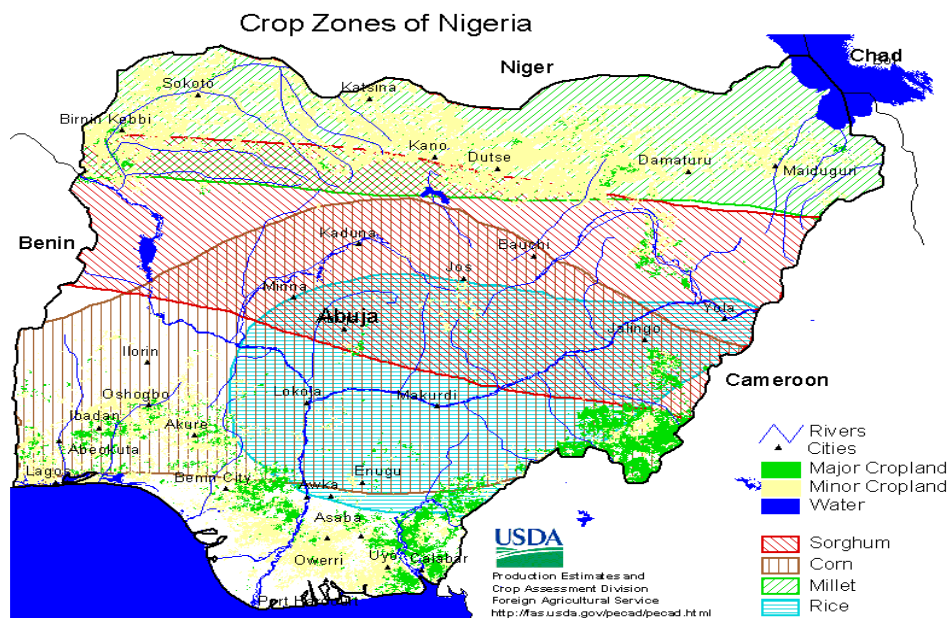 Crop Zones of Nigeria
Chad
Niger
Sokoto
Katsina
Birnin Kebbi
Kano
Dutse
Damaturu
Maiduguri
Benin
Kaduna
Bauchi
Jos
Minna
Abuja
Yola
Jalingo
Ilorin
Cameroon
Oshogbo
Lokoja
Makurdi
Ibadan
Akure
Abeokuta
Lagos
Benin City
Enugu
Awka
Asaba
Owerri
Uyo
Calabar
Port Harcourt
Rivers
Cities
Major Cropland
Minor Cropland
Water
Sorghum
Corn
Millet
Rice
USDA
Production Estimates and
Crop Assessment Division
Foreign Agricultural Service
http://fas.usda.gov/pecad/pecad.html